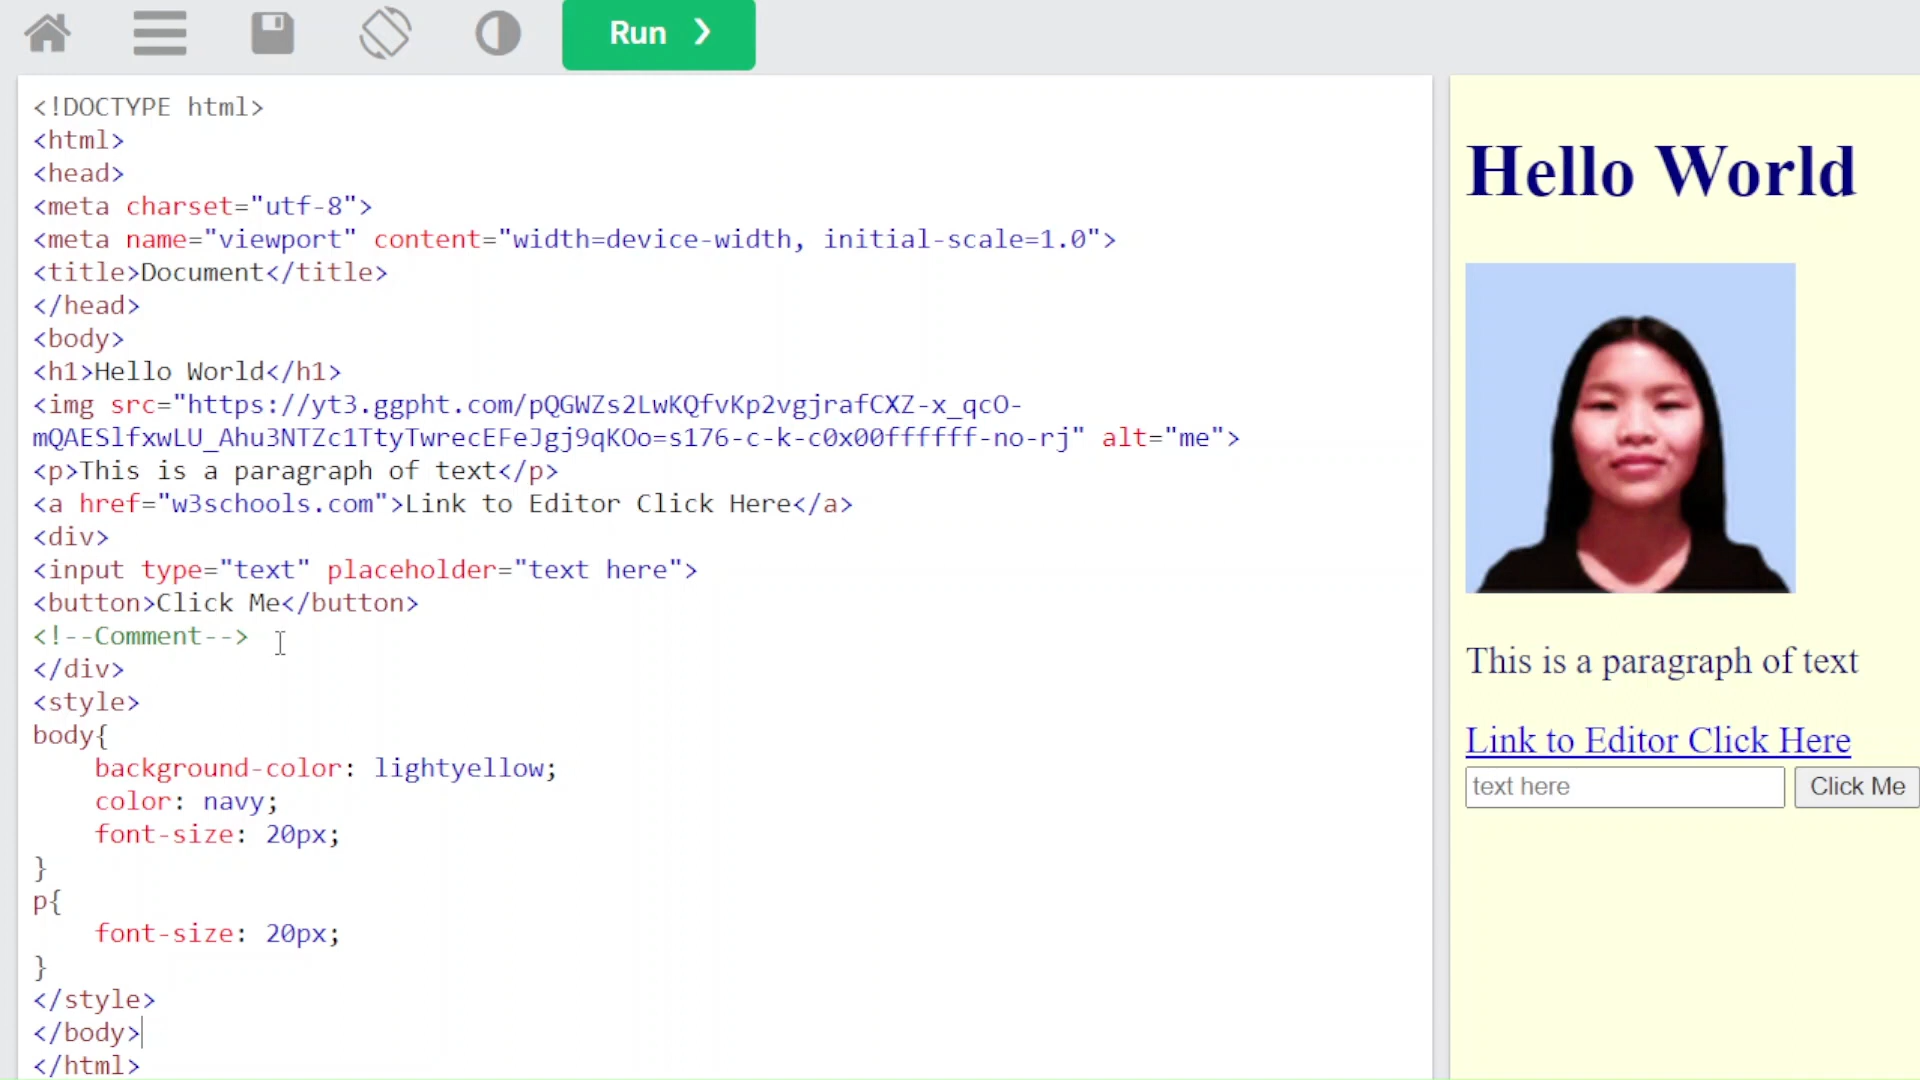 Run
<!DOCTYPE html>
<html>
<head>
<meta charset="utf-8">
<meta name="viewport" content="width=device-width, initial-scale=1.0">
<title>Document</title>
</head>
<body>
<h1>Hello World</h1>
<img src="https://yt3.ggpht.com/pQGWZs2LwKQfvKp2vgjrafCXZ-x_qcO-
mQAESlfxwLU_Ahu3NTZc1TtyTwrecEFeJgj9qKOo=s176-c-k-c0x00ffffff-no-rj" alt="me">
<p>This is a paragraph of text</p>
<a href="w3schools.com">Link to Editor Click Here</a>
<div>
<input type="text" placeholder="text here">
<button>Click Me</button>
<!--Comment-->
</div>
<style>
body{
    background-color: lightyellow;
    color: navy;
    font-size: 20px;
}
p{
    font-size: 20px;
}
</style>
</body>
</html>
Hello World
This is a paragraph of text
Link to Editor Click Here
text here Click Me